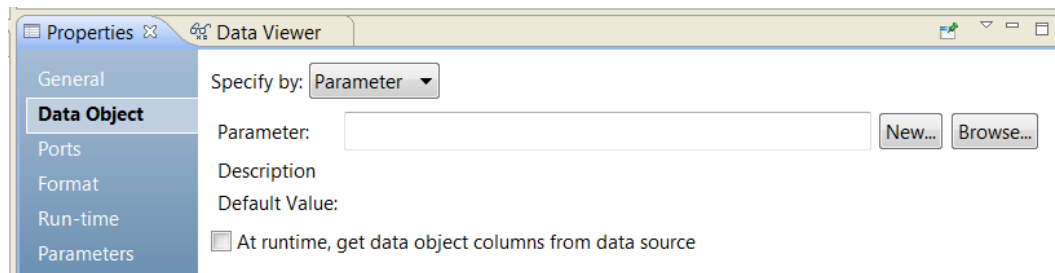 Properties Data Viewer
General
Data Object
Ports
Format
Run-time
Parameters
Specify by: Parameter
Parameter: New... Browse...
Description
Default Value:
At runtime, get data object columns from data source